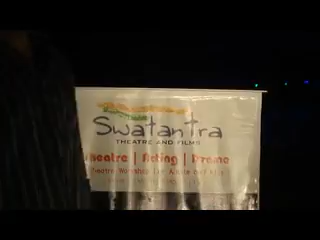 Swatantra
THEATRE AND FILMS
Theatre | Acting | Drama
Theatre Workshop For Adults And Kids